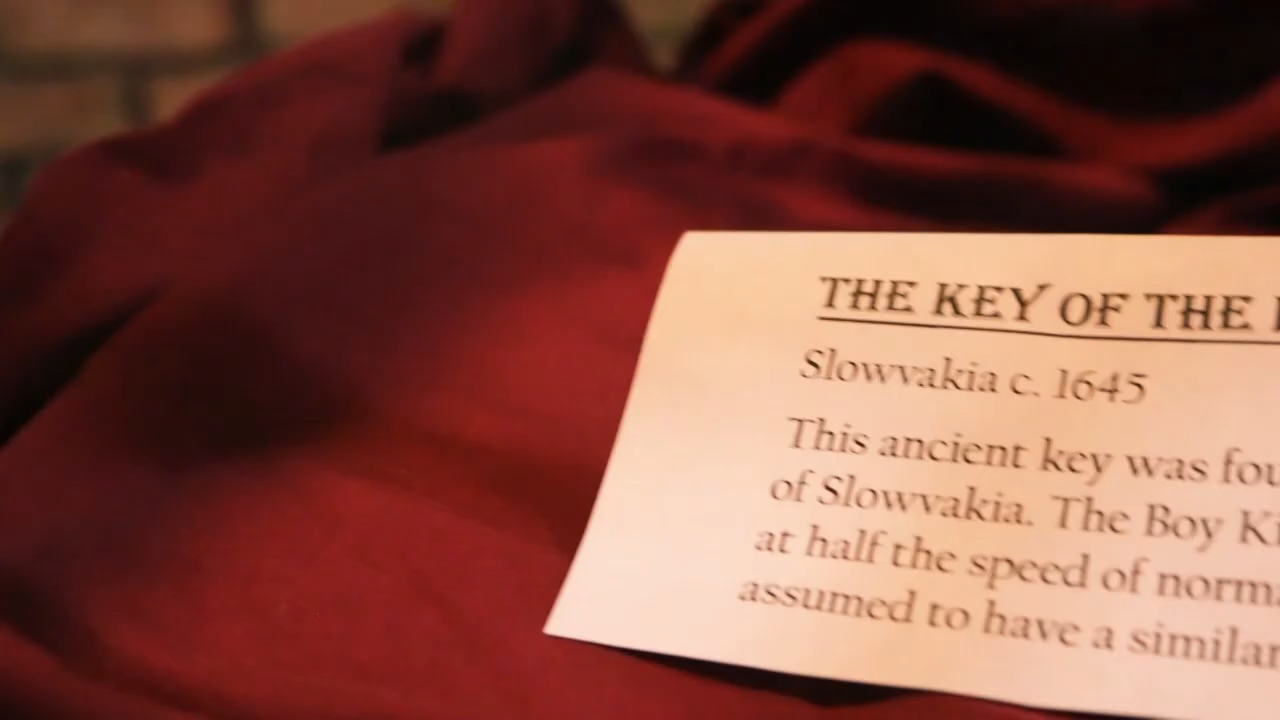 THE KEY OF THE
Slowvakia c. 1645
This ancient key was
of Slowvakia. The Boy
at half the speed of
assumed to have a similar